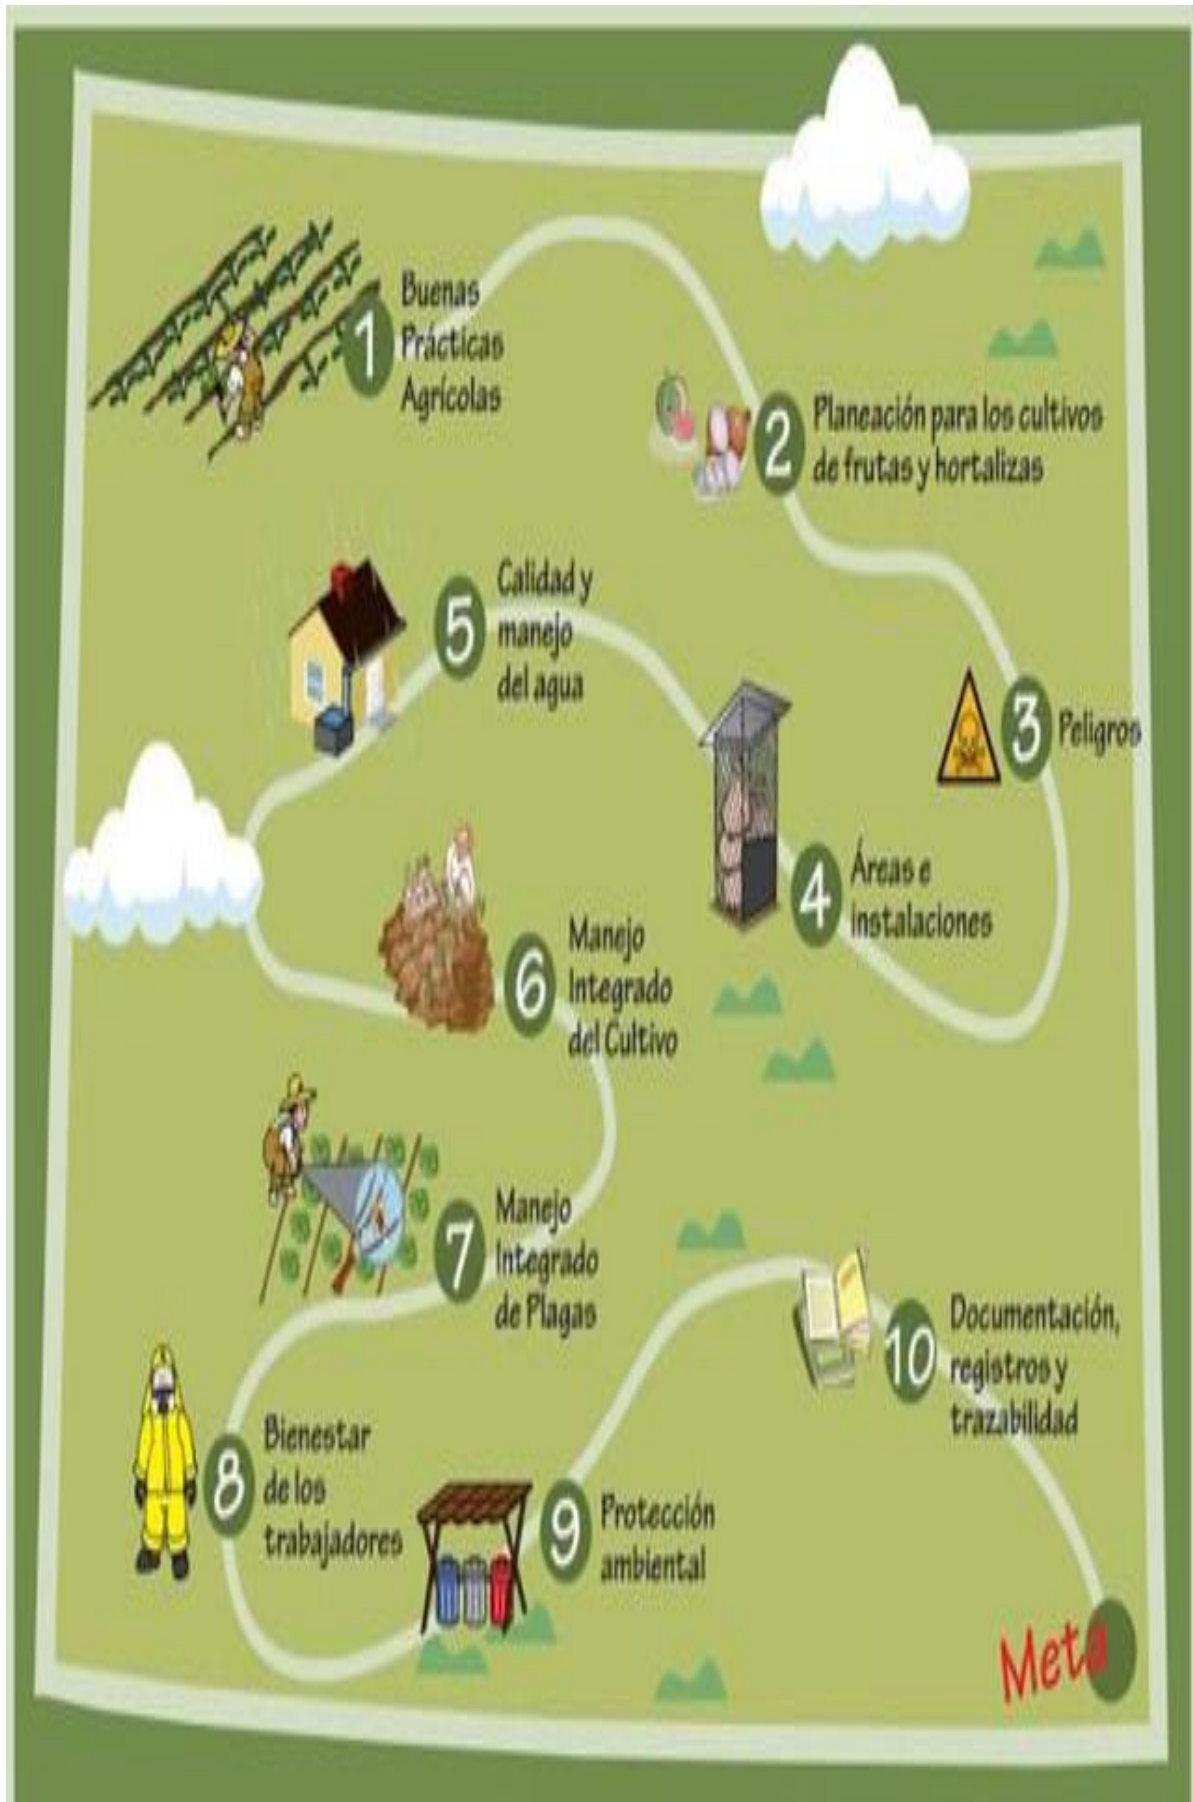 1
Buenas
Prácticas
Agrícolas
2
Planeación para los cultivos
de frutas y hortalizas
3
Peligros
4
Áreas e
instalaciones
5
Calidad y
manejo
del agua
6
Manejo
Integrado
del Cultivo
7
Manejo
Integrado
de Plagas
8
Bienestar
de los
trabajadores
9
Protección
ambiental
10
Documentación,
registros y
trazabilidad
Meta